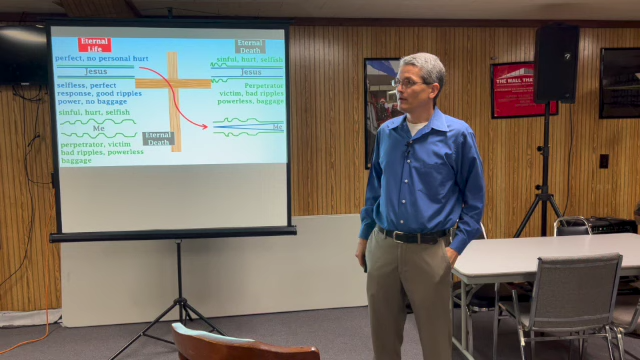 Eternal
Life
perfect, no personal hurt
Jesus
selfless, perfect
response, good ripples
power, no baggage
sinful, hurt, selfish
Me
perpetrator, victim
bad ripples, powerless
baggage
Eternal
Death
Eternal Death
sinful, hurt, selfish
Jesus
Perpetrator
victim, bad ripples
powerless, baggage
Me
THE WALL THA